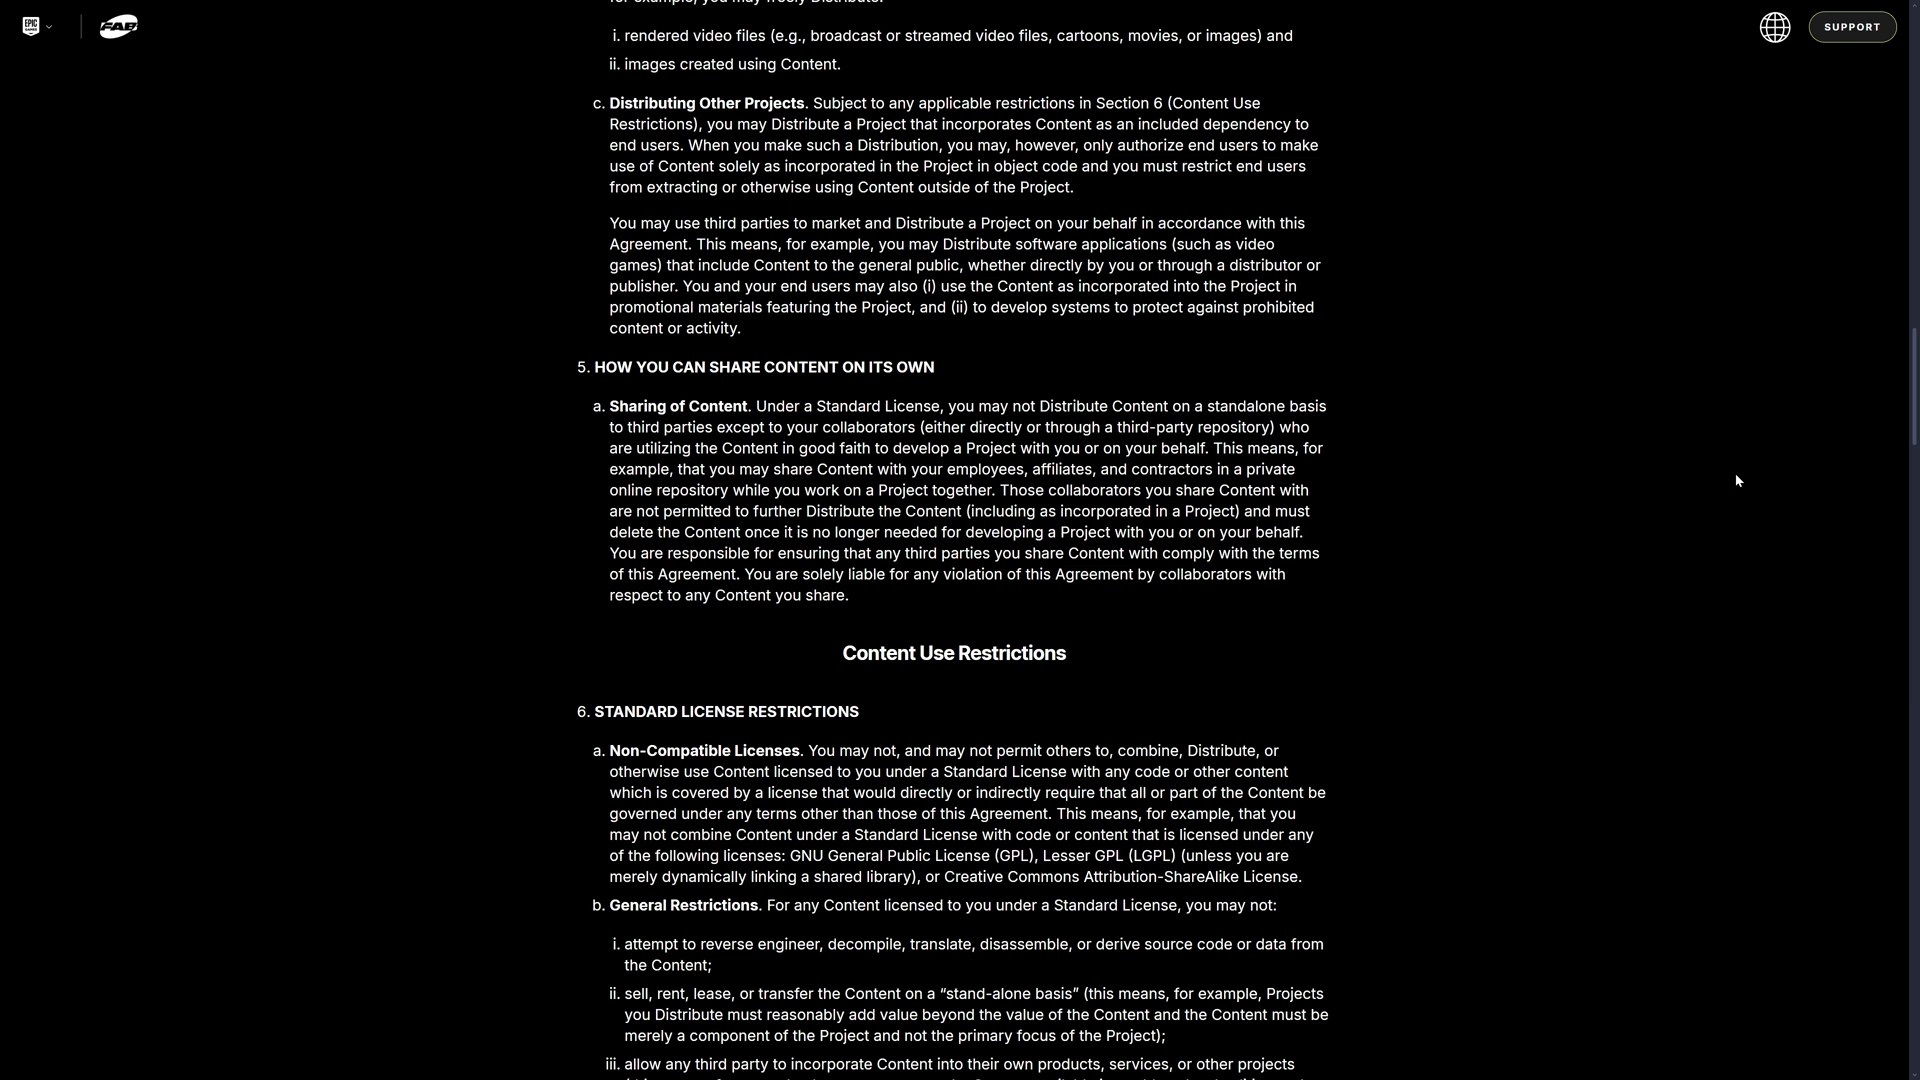 for example, you may freely Distribute:
EPIC GAMES
FAB
SUPPORT
i. rendered video files (e.g., broadcast or streamed video files, cartoons, movies, or images) and
ii. images created using Content.
c. Distributing Other Projects. Subject to any applicable restrictions in Section 6 (Content Use
Restrictions), you may Distribute a Project that incorporates Content as an included dependency to
end users. When you make such a Distribution, you may, however, only authorize end users to make
use of Content solely as incorporated in the Project in object code and you must restrict end users
from extracting or otherwise using Content outside of the Project.
You may use third parties to market and Distribute a Project on your behalf in accordance with this
Agreement. This means, for example, you may Distribute software applications (such as video
games) that include Content to the general public, whether directly by you or through a distributor or
publisher. You and your end users may also (i) use the Content as incorporated into the Project in
promotional materials featuring the Project, and (ii) to develop systems to protect against prohibited
content or activity.
5. HOW YOU CAN SHARE CONTENT ON ITS OWN
a. Sharing of Content. Under a Standard License, you may not Distribute Content on a standalone basis
to third parties except to your collaborators (either directly or through a third-party repository) who
are utilizing the Content in good faith to develop a Project with you or on your behalf. This means, for
example, that you may share Content with your employees, affiliates, and contractors in a private
online repository while you work on a Project together. Those collaborators you share Content with
are not permitted to further Distribute the Content (including as incorporated in a Project) and must
delete the Content once it is no longer needed for developing a Project with you or on your behalf.
You are responsible for ensuring that any third parties you share Content with comply with the terms
of this Agreement. You are solely liable for any violation of this Agreement by collaborators with
respect to any Content you share.
Content Use Restrictions
6. STANDARD LICENSE RESTRICTIONS
a. Non-Compatible Licenses. You may not, and may not permit others to, combine, Distribute, or
otherwise use Content licensed to you under a Standard License with any code or other content
which is covered by a license that would directly or indirectly require that all or part of the Content be
governed under any terms other than those of this Agreement. This means, for example, that you
may not combine Content under a Standard License with code or content that is licensed under any
of the following licenses: GNU General Public License (GPL), Lesser GPL (LGPL) (unless you are
merely dynamically linking a shared library), or Creative Commons Attribution-ShareAlike License.
b. General Restrictions. For any Content licensed to you under a Standard License, you may not:
i. attempt to reverse engineer, decompile, translate, disassemble, or derive source code or data from
the Content;
ii. sell, rent, lease, or transfer the Content on a “stand-alone basis” (this means, for example, Projects
you Distribute must reasonably add value beyond the value of the Content and the Content must be
merely a component of the Project and not the primary focus of the Project);
iii. allow any third party to incorporate Content into their own products, services, or other projects